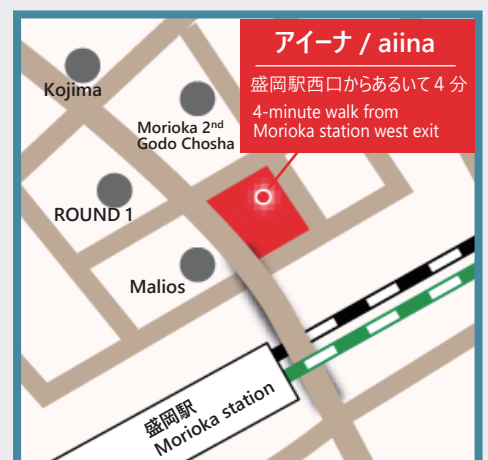 アイーナ / aiina
盛岡駅西口からあるいて 4 分
4-minute walk from
Morioka station west exit
Kojima
Morioka 2nd
Godo Chosha
ROUND 1
Malios
盛岡駅
Morioka station